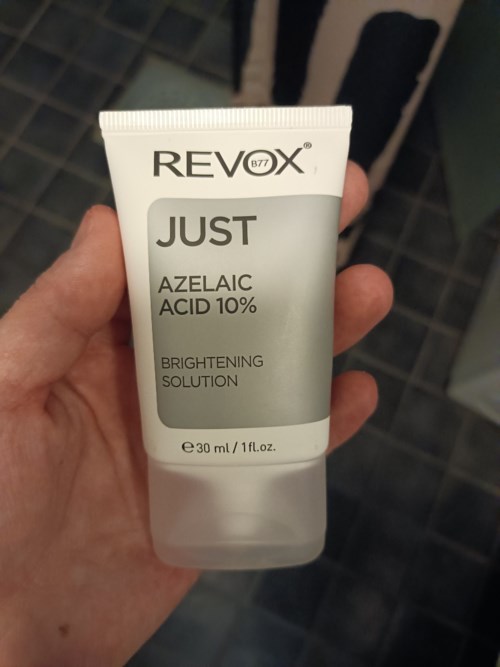 REVOX B77®
JUST
AZELAIC
ACID 10%
BRIGHTENING
SOLUTION
℮ 30 ml / 1 fl.oz.